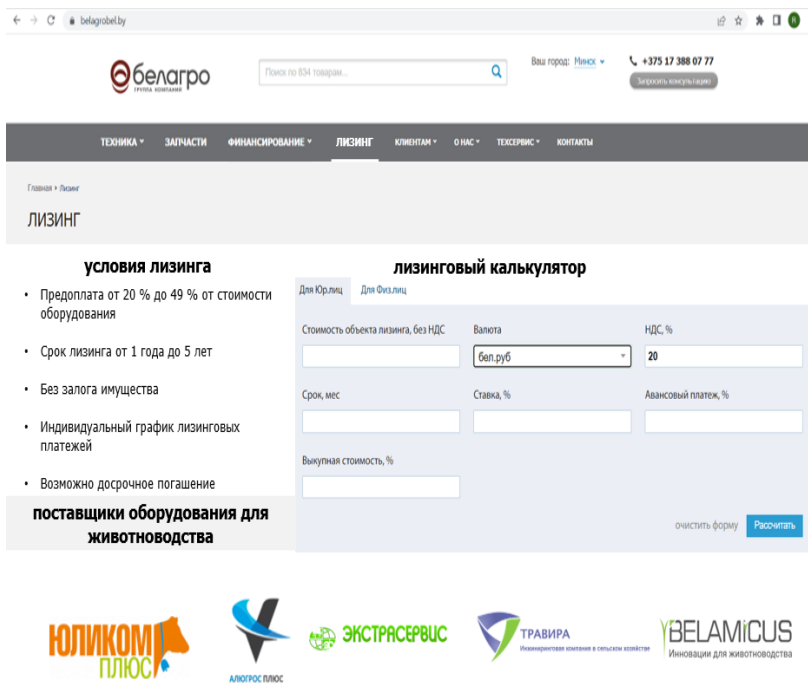 belagrobel.by
белагро
ГРУППА КОМПАНИЙ
Поиск по 834 товарам...
Ваш город: Минск
+375 17 388 07 77
Запросить консультацию
ТЕХНИКА ЗАПЧАСТИ ФИНАНСИРОВАНИЕ ЛИЗИНГ КЛИЕНТАМ О НАС ТЕХСЕРВИС КОНТАКТЫ
Главная Лизинг
ЛИЗИНГ
условия лизинга
• Предоплата от 20 % до 49 % от стоимости
оборудования
• Срок лизинга от 1 года до 5 лет
• Без залога имущества
• Индивидуальный график лизинговых
платежей
• Возможно досрочное погашение
лизинговый калькулятор
Для Юр.лиц Для Физ.лиц
Стоимость объекта лизинга, без НДС Валюта НДС, %
бел.руб 20
Срок, мес Ставка, % Авансовый платеж, %
Выкупная стоимость, %
очистить форму Рассчитать
поставщики оборудования для
животноводства
ЮЛИКОМ
ПЛЮС
АЛЮГРОС ПЛЮС
ЭКСТРАСЕРВИС
ТРАВИРА
Инжиниринговая компания в сельском хозяйстве
BELAMICUS
Инновации для животноводства